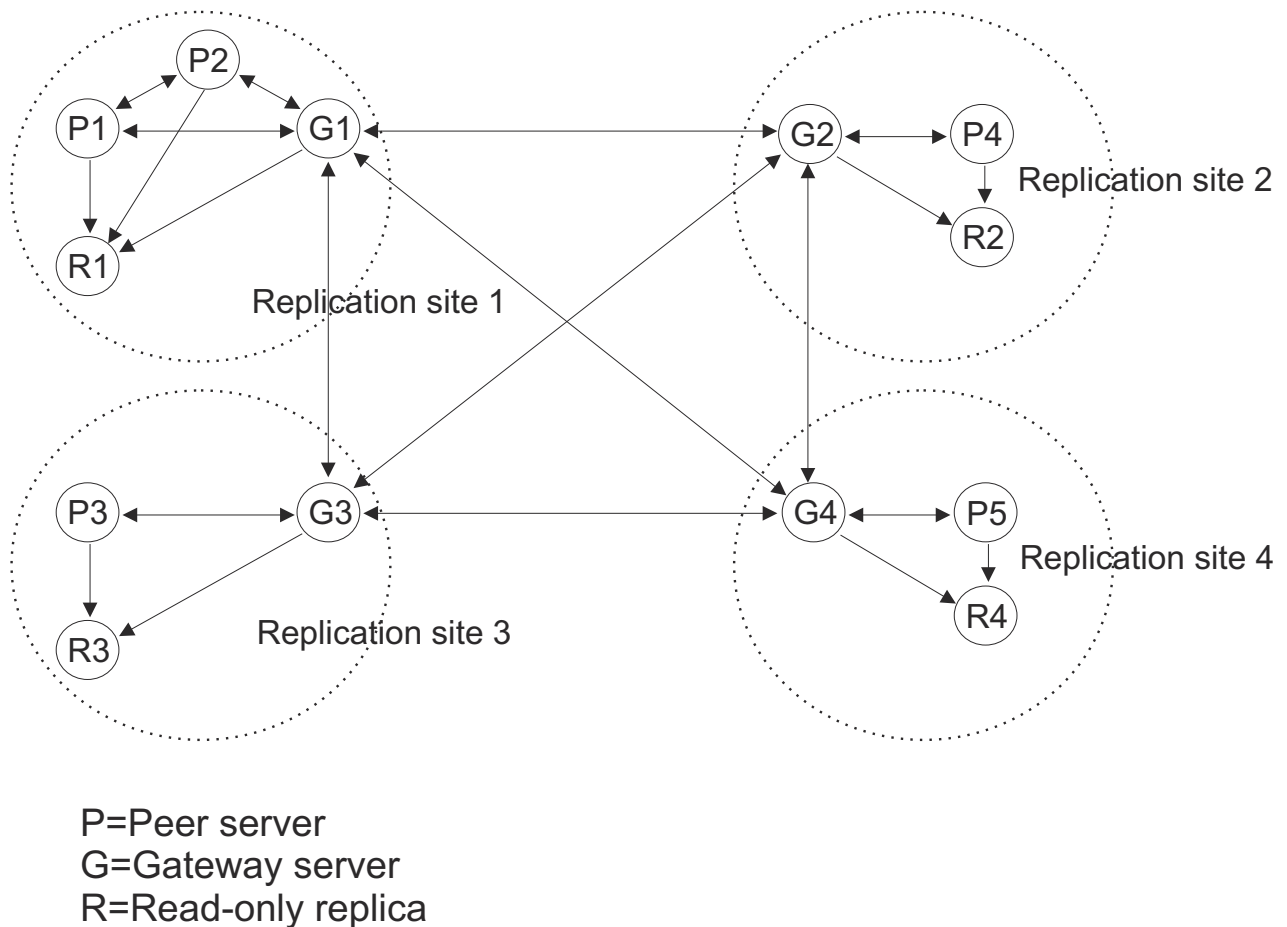 P2
P1
G1
R1
Replication site 1
G2
P4
Replication site 2
R2
P3
G3
R3
Replication site 3
G4
P5
Replication site 4
R4
P=Peer server
G=Gateway server
R=Read-only replica